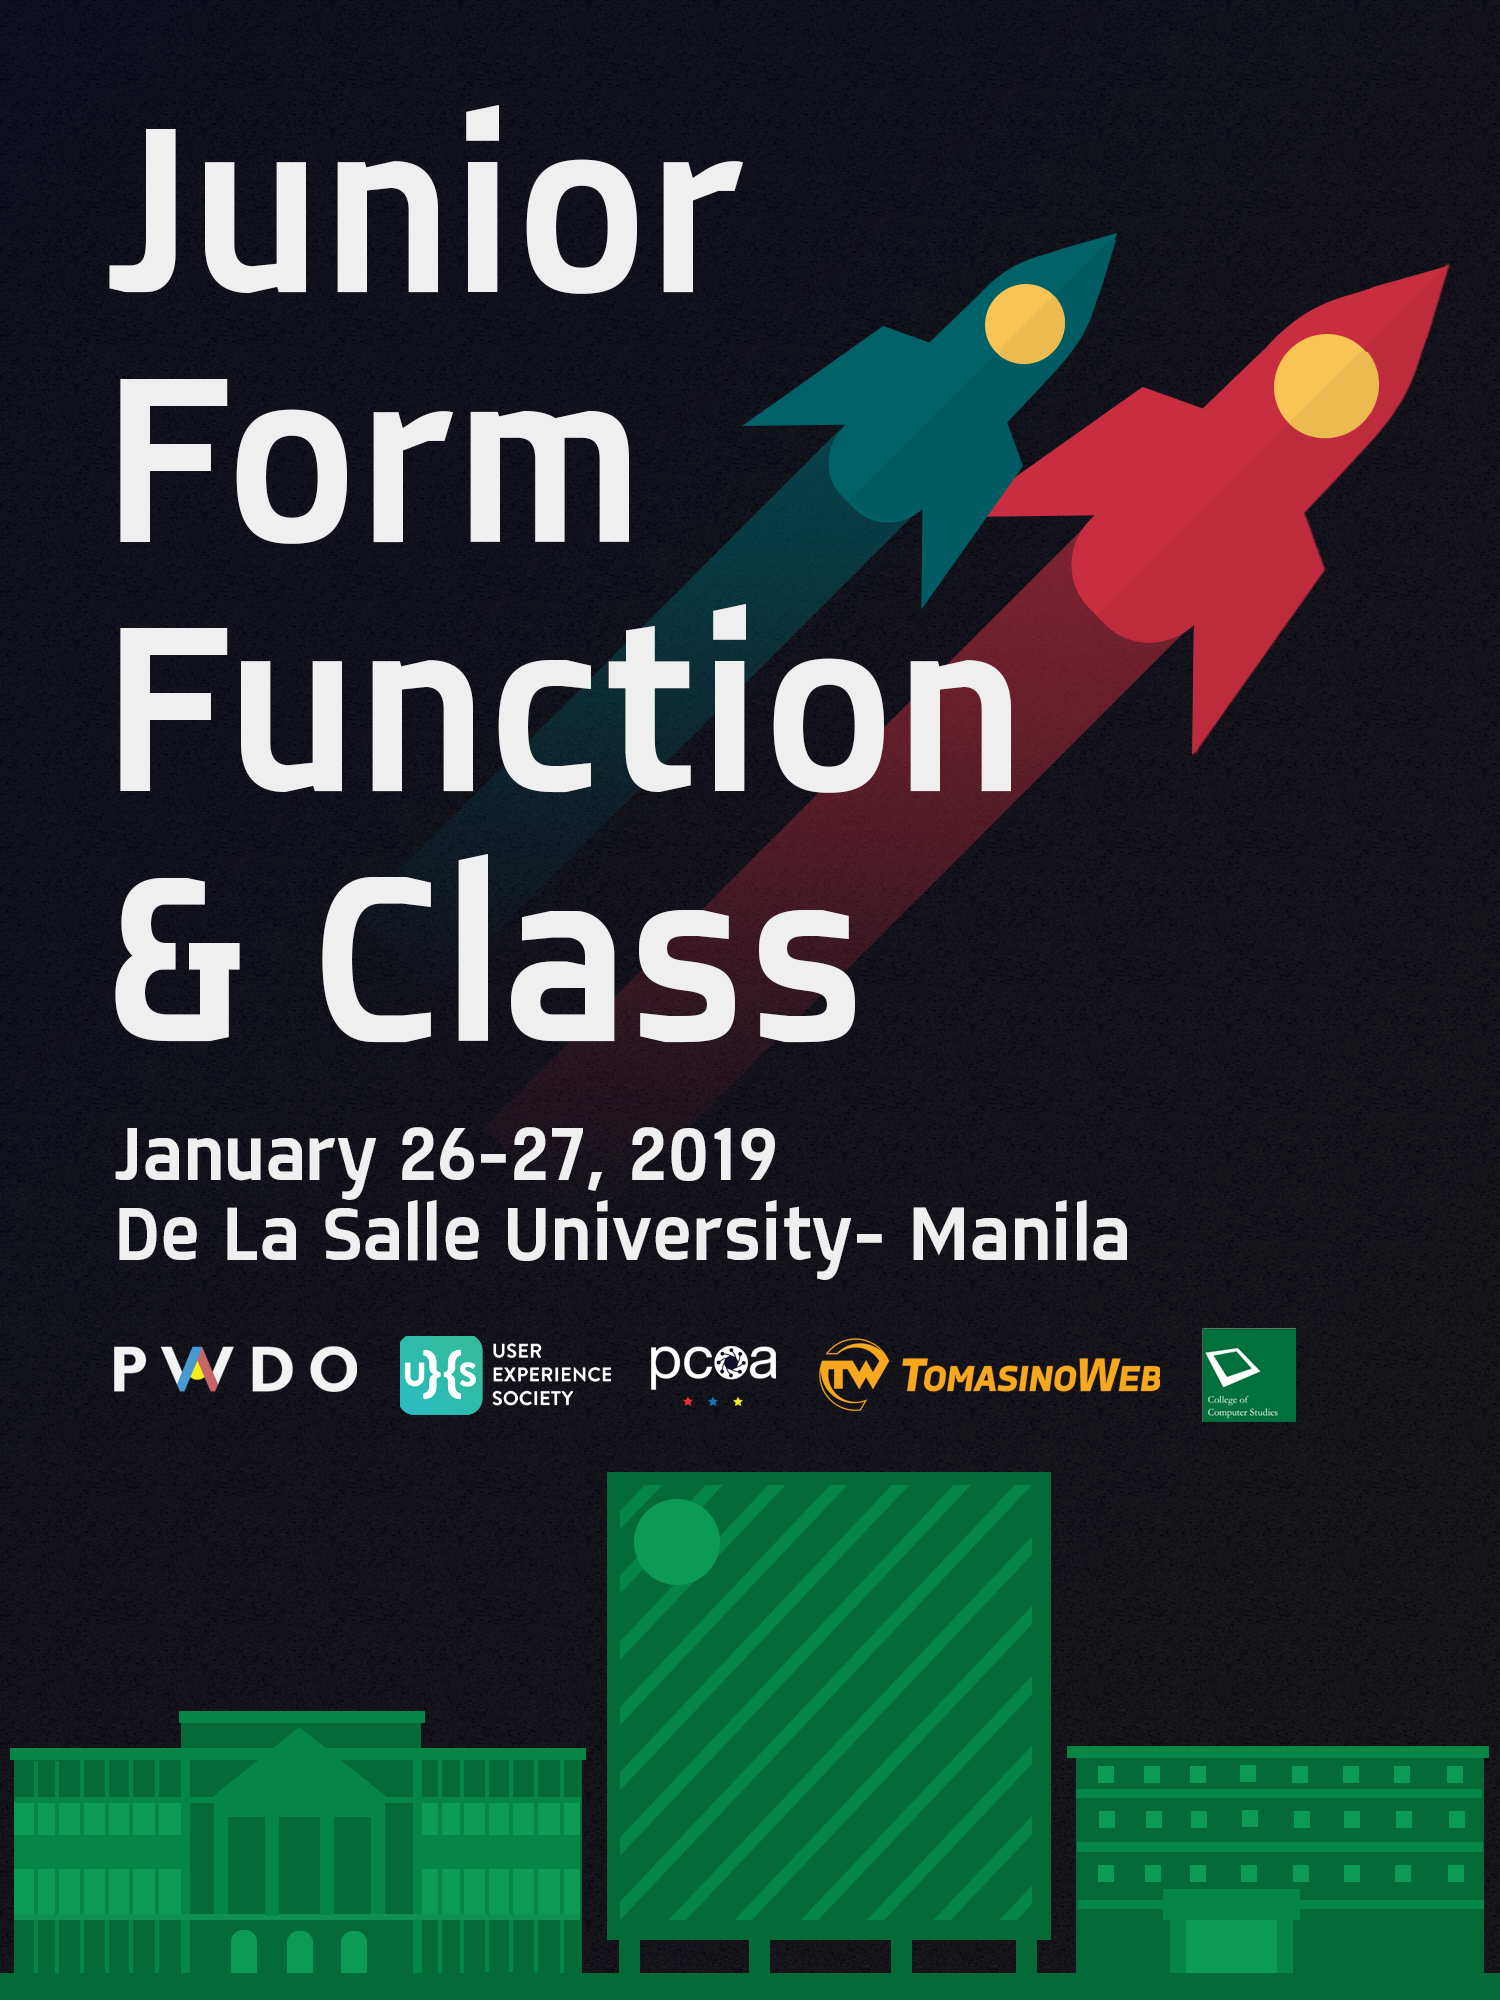 Junior
Form
Function
& Class
January 26-27, 2019
De La Salle University- Manila
PWDO
U}{S USER
EXPERIENCE
SOCIETY
pcoa
TW TOMASINOWEB
College of
Computer Studies